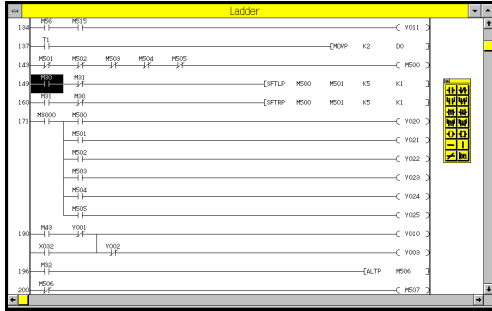 Ladder
M56 M515
134 Y011
T1
137 MOVP K2 D0
M501 M502 M503 M504 M505
143 M500
M30 M31
149 SFTLP M500 M501 K5 K1
M31 M30
160 SFTRP M500 M501 K5 K1
M8000 M500
171 Y020
M501
Y021
M502
Y022
M503
Y023
M504
Y024
M505
Y025
M43 Y001
190 Y010
X032 Y002
Y003
M32
196 ALTP M506
M506
200 M507